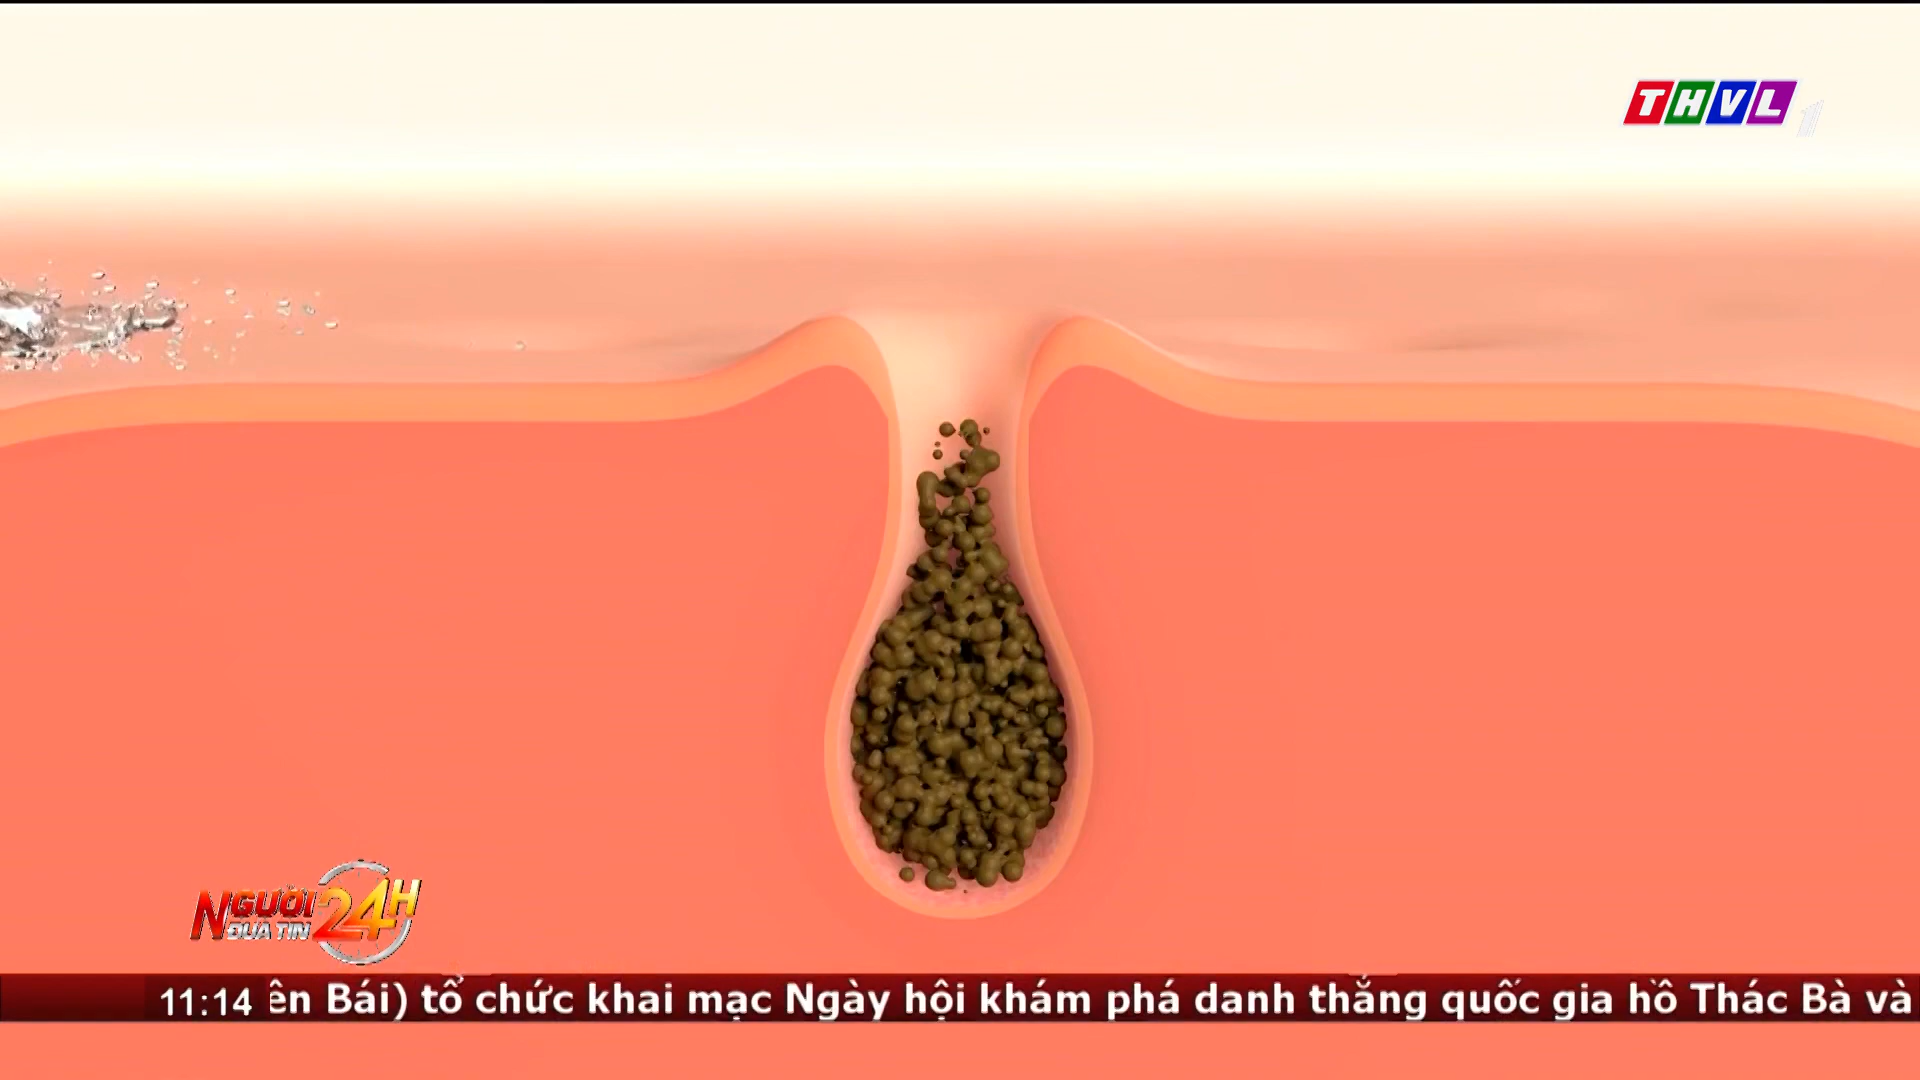 THVL1
NGƯỜI ĐƯA TIN 24H
11:14 ên Bái) tổ chức khai mạc Ngày hội khám phá danh thắng quốc gia hồ Thác Bà và